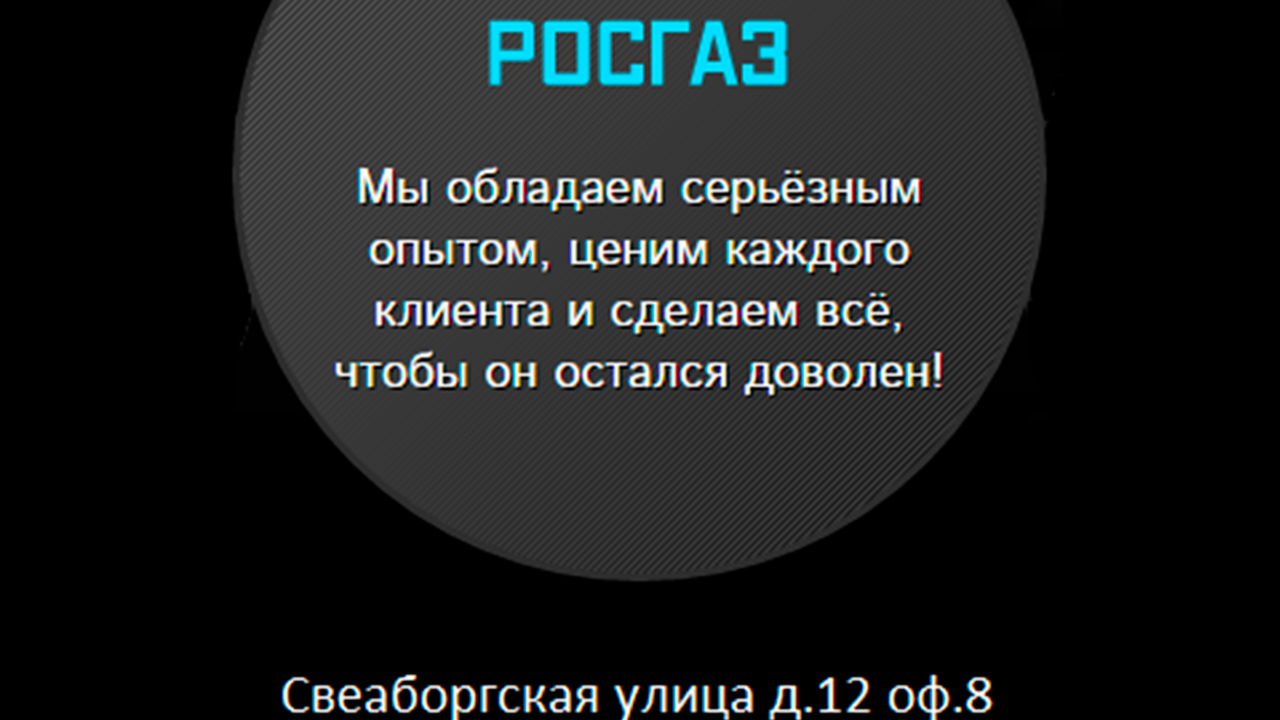 РОСГАЗ
Мы обладаем серьёзным
опытом, ценим каждого
клиента и сделаем всё,
чтобы он остался доволен!
Свеаборгская улица д.12 оф.8